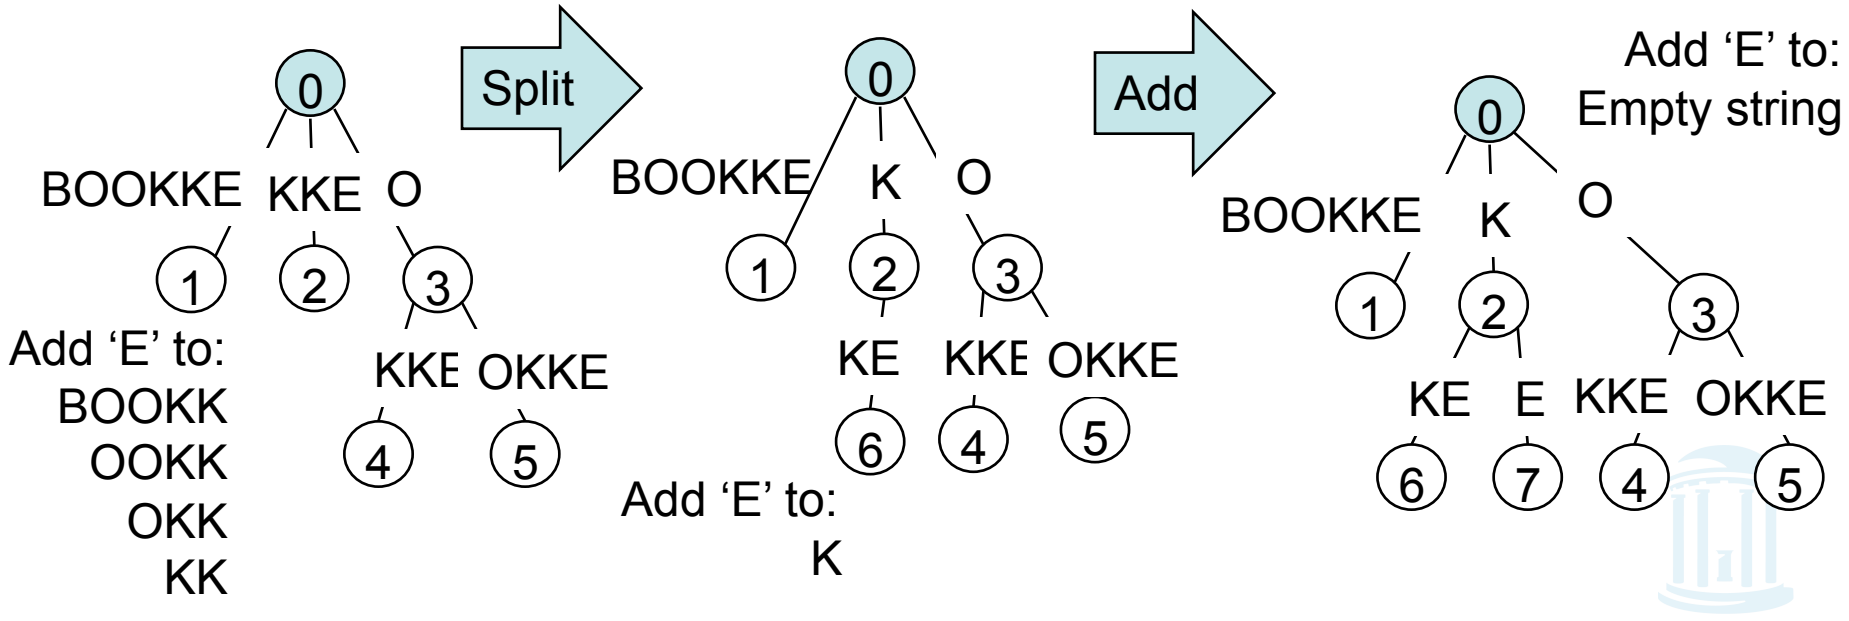 0
BOOKKE KKE O
1 2 3
KKE OKKE
4 5
Add ‘E’ to:
BOOKK
OOKK
OKK
KK
Split
0
BOOKKE K O
1 2 3
KE KKE OKKE
6 4 5
Add ‘E’ to:
K
Add
Add ‘E’ to:
Empty string
0
BOOKKE K O
1 2 3
KE E KKE OKKE
6 7 4 5